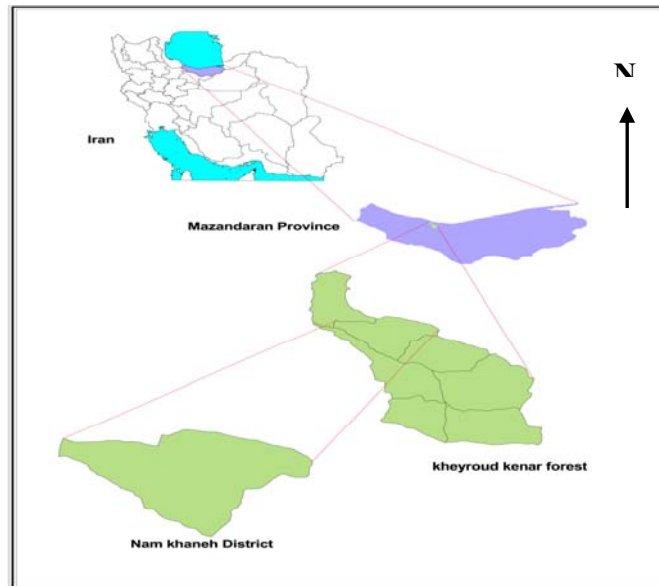 N
Iran
Mazandaran Province
kheyroud kenar forest
Nam khaneh District